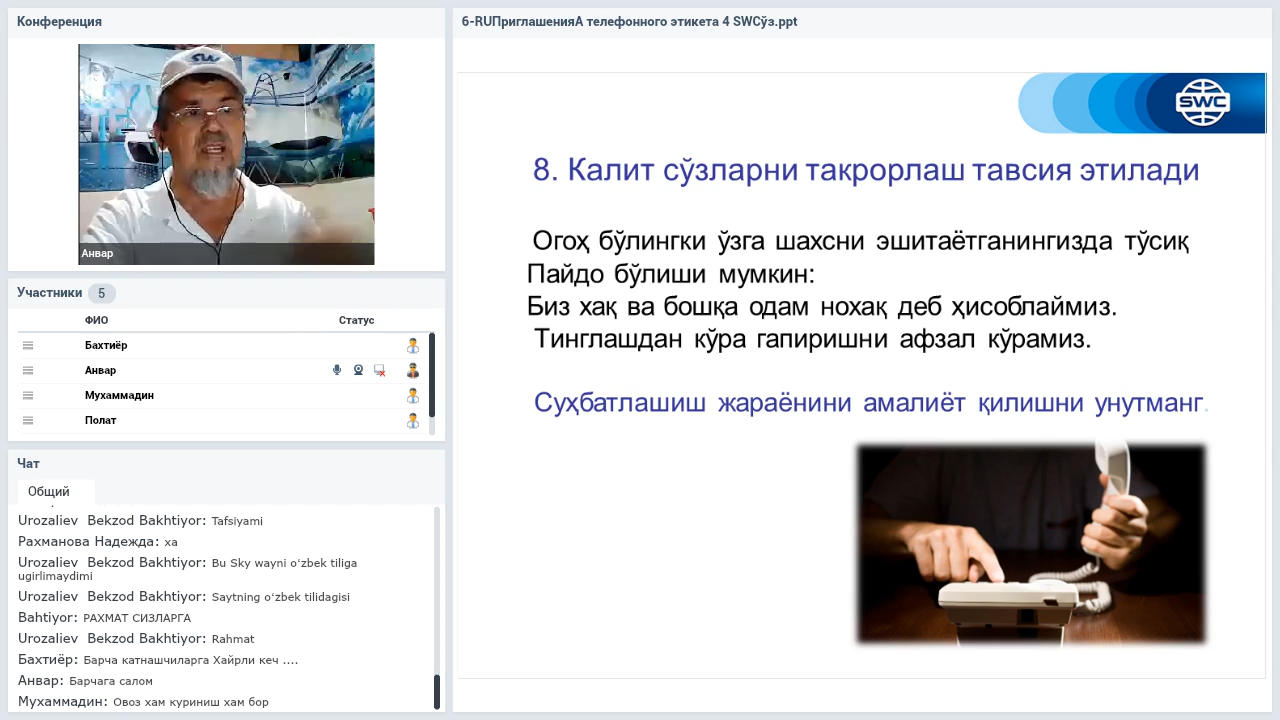 Конференция
SW
Анвар
Участники 5
ФИО Статус
Бахтиёр
Анвар
Мухаммадин
Полат
Чат
Общий
Urozaliev Bekzod Bakhtiyor: Tafsiyami
Рахманова Надежда: ха
Urozaliev Bekzod Bakhtiyor: Bu Sky wayni oʻzbek tiliga
ugirlimaydimi
Urozaliev Bekzod Bakhtiyor: Saytning oʻzbek tilidagisi
Bahtiyor: РАХМАТ СИЗЛАРГА
Urozaliev Bekzod Bakhtiyor: Rahmat
Бахтиёр: Барча катнашчиларга Хайрли кеч ....
Анвар: Барчага салом
Мухаммадин: Овоз хам куриниш хам бор
6-RUПриглашенияА телефонного этикета 4 SWCўз.ppt
SWC
8. Калит сўзларни такрорлаш тавсия этилади
Огоҳ бўлингки ўзга шахсни эшитаётганингизда тўсиқ
Пайдо бўлиши мумкин:
Биз хақ ва бошқа одам нохақ деб ҳисоблаймиз.
Тинглашдан кўра гапиришни афзал кўрамиз.
Суҳбатлашиш жараёнини амалиёт қилишни унутманг.